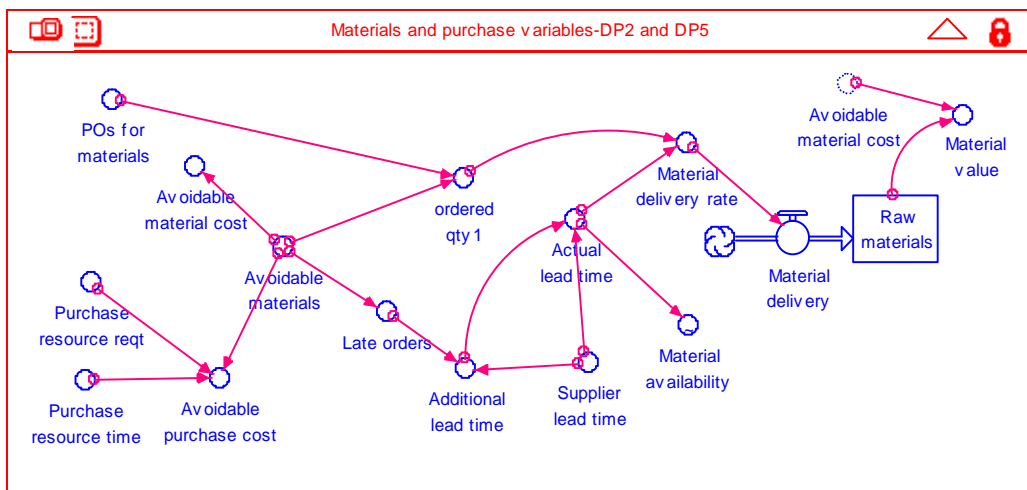 Materials and purchase variables-DP2 and DP5
POs for
materials
Avoidable
material cost
Avoidable
material cost
Material
value
ordered
qty 1
Material
delivery rate
Raw
materials
Avoidable
materials
Actual
lead time
Material
delivery
Purchase
resource reqt
Late orders
Material
availability
Purchase
resource time
Avoidable
purchase cost
Additional
lead time
Supplier
lead time